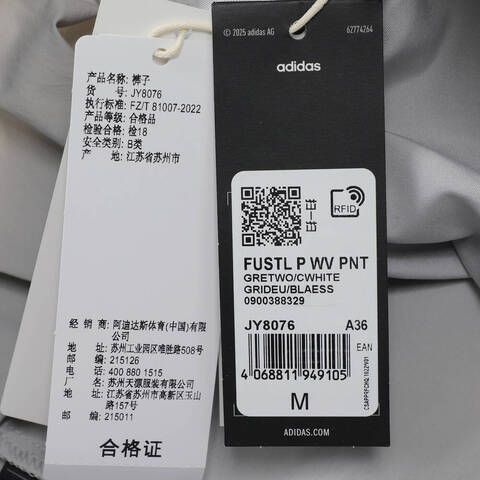 产品名称: 裤子
货 号: JY8076
执行标准: FZ/T 81007-2022
产品等级: 合格品
检验合格: 检18
安全类别: B类
产 地: 江苏省苏州市
经 销 商: 阿迪达斯体育(中国)有限
公司
地 址: 苏州工业园区唯胜路508号
邮 编: 215126
电 话: 400 880 1515
制 造 商: 苏州天源服装有限公司
地 址: 江苏省苏州市高新区玉山
路157号
邮 编: 215011
合格证
© 2025 adidas AG
62774264
adidas
RFID
FUSTL P WV PNT
GRETWO/CWHITE
GRIDEU/BLAESS
0900388329
JY8076 A36
EAN
4 068811 949105
M
ADIDAS.COM